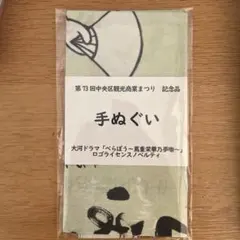 第13回中央区観光商業まつり 記念品
手ぬぐい
大河ドラマ「べらぼう～蔦重栄華乃夢噺～」
ロゴライセンスノベルティ